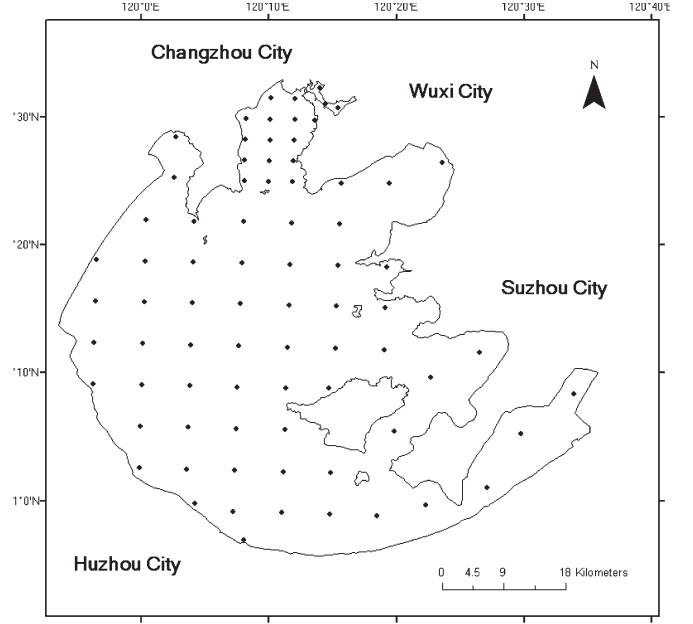 120°0'E 120°10'E 120°20'E 120°30'E 120°40'E
Changzhou City
N
Wuxi City
°30'N
°20'N
Suzhou City
°10'N
1°0'N
Huzhou City
0 4.5 9 18 Kilometers